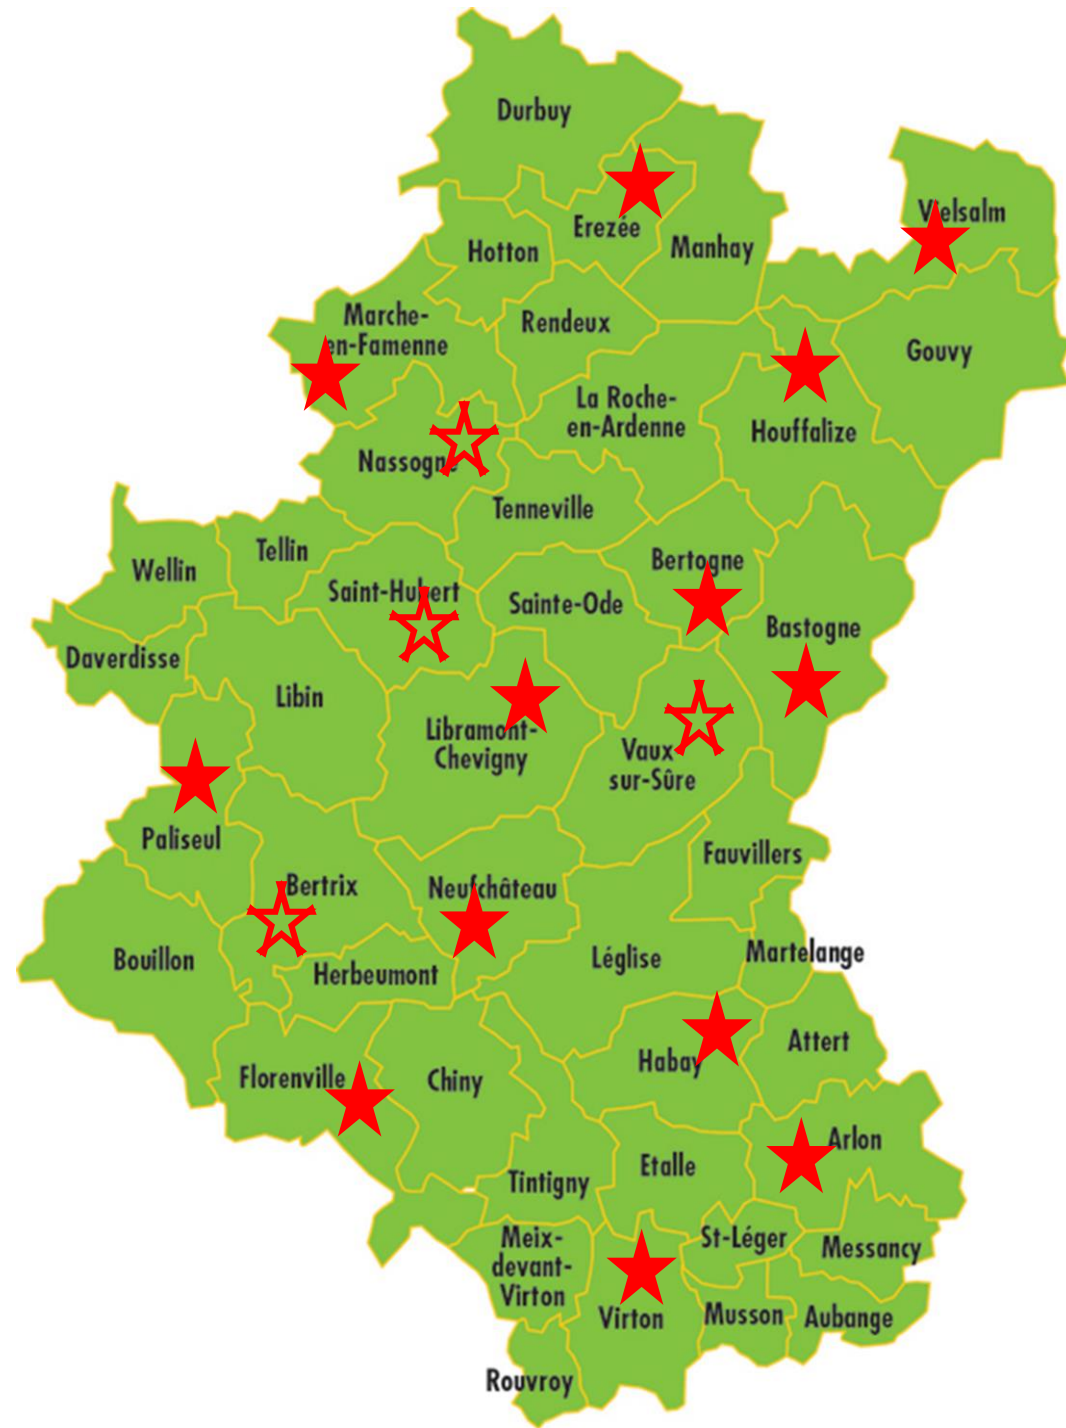 Durbuy
Vielsalm
Erezée
Manhay
Hotton
Marche-
en-Famenne
Rendeux
Gouvy
La Roche-
en-Ardenne
Houffalize
Nassogne
Tenneville
Tellin
Wellin
Bertogne
Saint-Hubert
Sainte-Ode
Bastogne
Daverdisse
Libin
Libramont-
Chevigny
Vaux
sur-Sûre
Paliseul
Fauvillers
Bertrix
Neufchâteau
Bouillon
Herbeumont
Léglise
Martelange
Attert
Habay
Florenville
Chiny
Arlon
Etalle
Tintigny
Meix-
devant-
Virton
St-Léger
Messancy
Virton
Musson
Aubange
Rouvroy